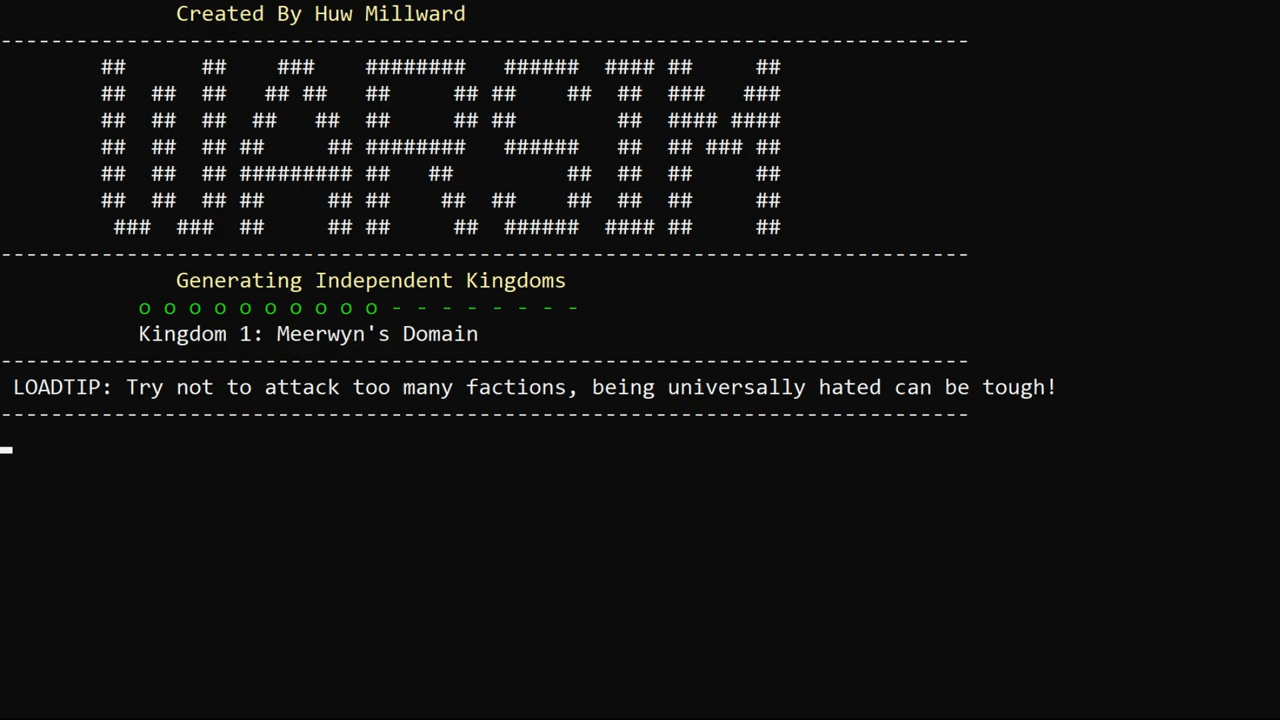 Created By Huw Millward
WARSIM
Generating Independent Kingdoms
o o o o o o o o o o - - - - - - - -
Kingdom 1: Meerwyn's Domain
LOADTIP: Try not to attack too many factions, being universally hated can be tough!